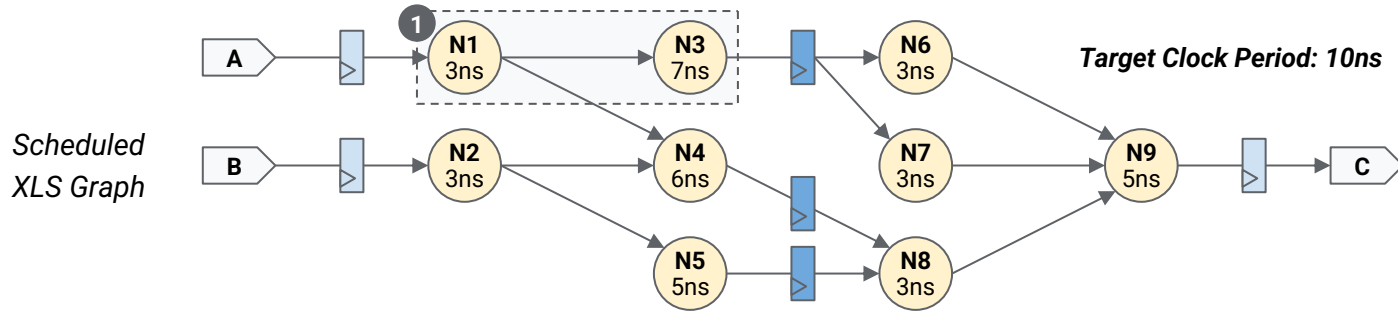 1
A
N1
3ns
N3
7ns
N6
3ns
Target Clock Period: 10ns
Scheduled
XLS Graph
B
N2
3ns
N4
6ns
N7
3ns
N9
5ns
C
N5
5ns
N8
3ns